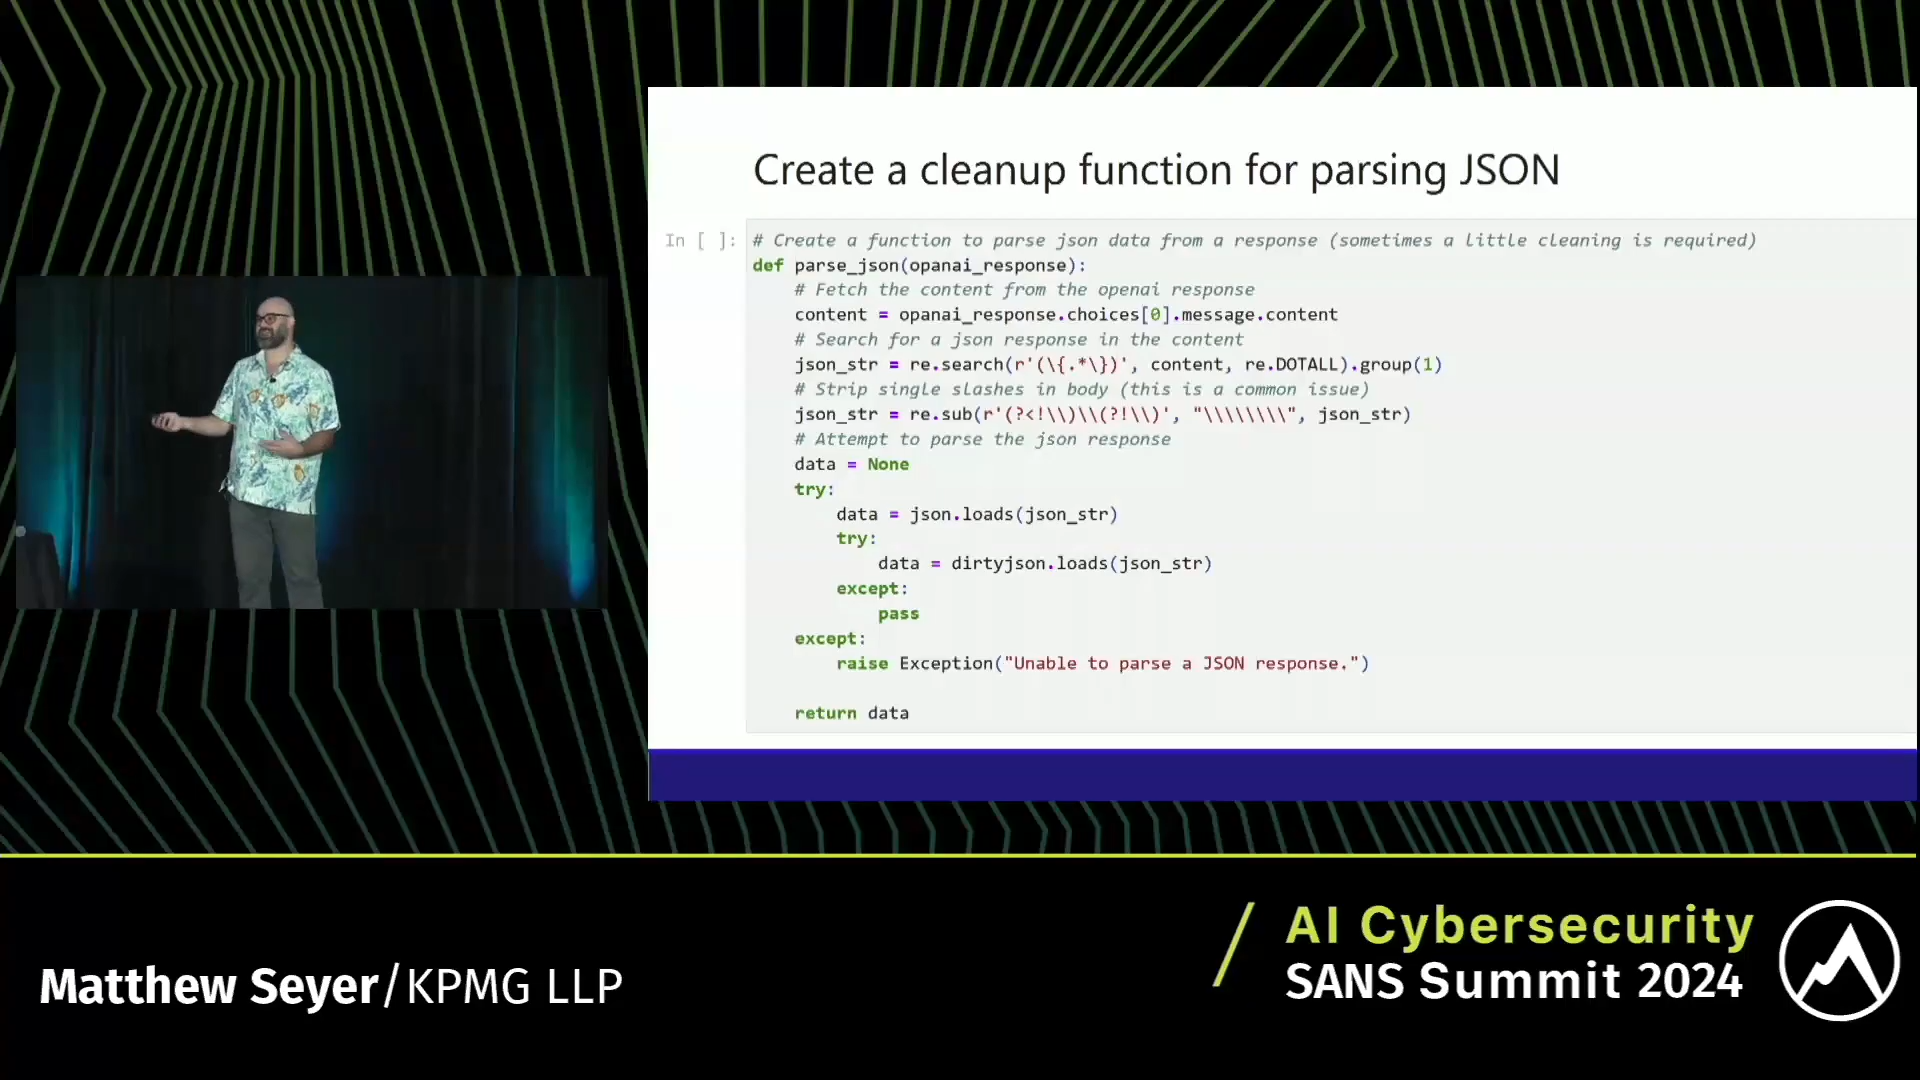 Create a cleanup function for parsing JSON
In [ ]:
# Create a function to parse json data from a response (sometimes a little cleaning is required)
def parse_json(opanai_response):
    # Fetch the content from the openai response
    content = opanai_response.choices[0].message.content
    # Search for a json response in the content
    json_str = re.search(r'(\{.*\})', content, re.DOTALL).group(1)
    # Strip single slashes in body (this is a common issue)
    json_str = re.sub(r'(?<!\\)\\(?!\\)', "\\\\\\\\", json_str)
    # Attempt to parse the json response
    data = None
    try:
        data = json.loads(json_str)
        try:
            data = dirtyjson.loads(json_str)
        except:
            pass
    except:
        raise Exception("Unable to parse a JSON response.")
    return data
Matthew Seyer/KPMG LLP
AI Cybersecurity
SANS Summit 2024